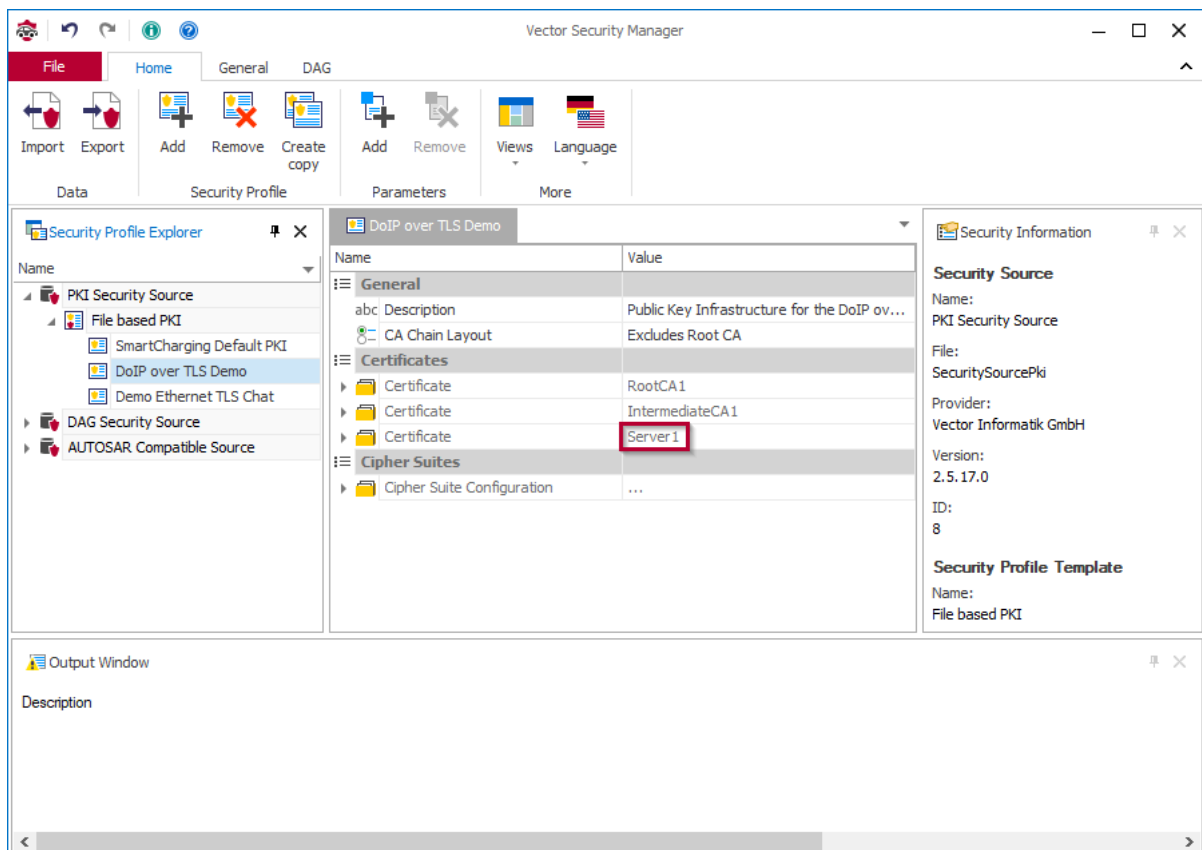 Vector Security Manager
File Home General DAG
Import Export Add Remove Create copy Add Remove Views Language
Data Security Profile Parameters More
Security Profile Explorer
Name
PKI Security Source
File based PKI
SmartCharging Default PKI
DoIP over TLS Demo
Demo Ethernet TLS Chat
DAG Security Source
AUTOSAR Compatible Source
DoIP over TLS Demo
Name Value
General
abc Description Public Key Infrastructure for the DoIP ov...
CA Chain Layout Excludes Root CA
Certificates
Certificate RootCA1
Certificate IntermediateCA1
Certificate Server1
Cipher Suites
Cipher Suite Configuration ...
Security Information
Security Source
Name:
PKI Security Source
File:
SecuritySourcePki
Provider:
Vector Informatik GmbH
Version:
2.5.17.0
ID:
8
Security Profile Template
Name:
File based PKI
Output Window
Description